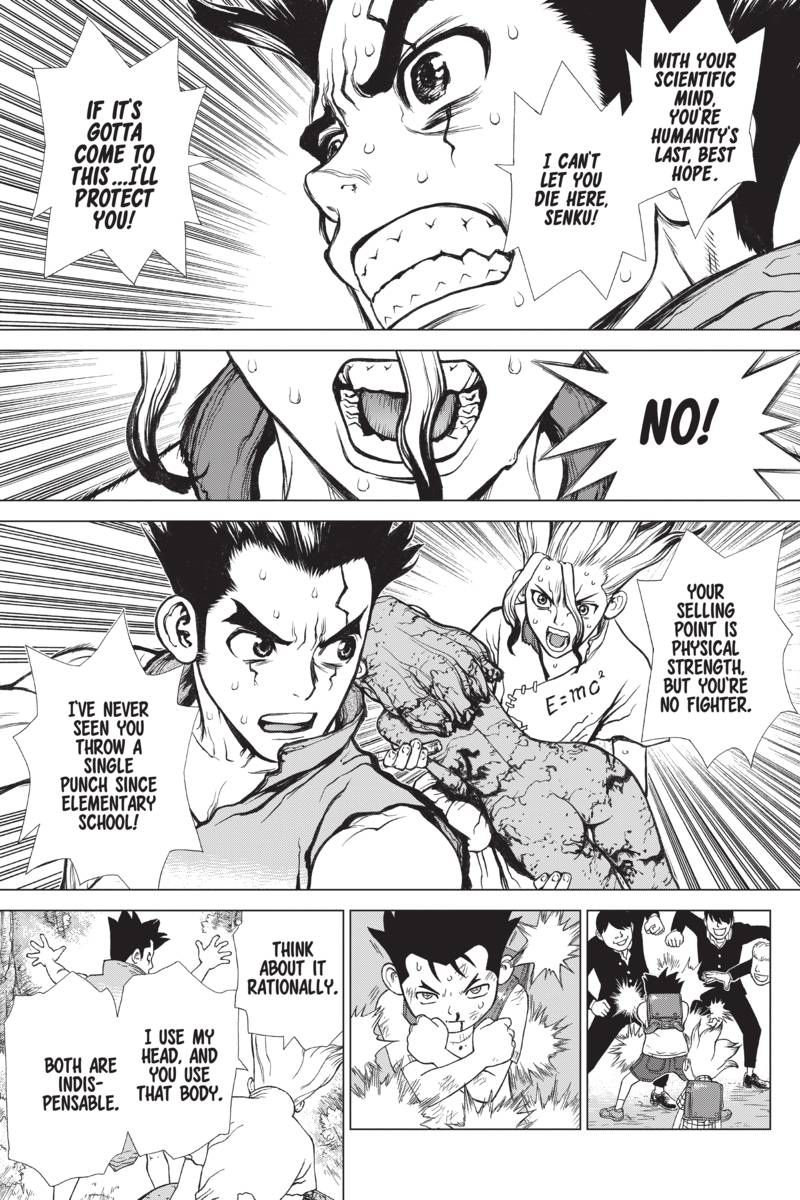 WITH YOUR
SCIENTIFIC
MIND,
YOU'RE
HUMANITY'S
LAST, BEST
HOPE.
I CAN'T
LET YOU
DIE HERE,
SENKU!
IF IT'S
GOTTA
COME TO
THIS...I'LL
PROTECT
YOU!
NO!
YOUR
SELLING
POINT IS
PHYSICAL
STRENGTH,
BUT YOU'RE
NO FIGHTER.
E=mc²
I'VE NEVER
SEEN YOU
THROW A
SINGLE
PUNCH SINCE
ELEMENTARY
SCHOOL!
THINK
ABOUT IT
RATIONALLY.
I USE MY
HEAD, AND
YOU USE
THAT BODY.
BOTH ARE
INDIS-
PENSABLE.